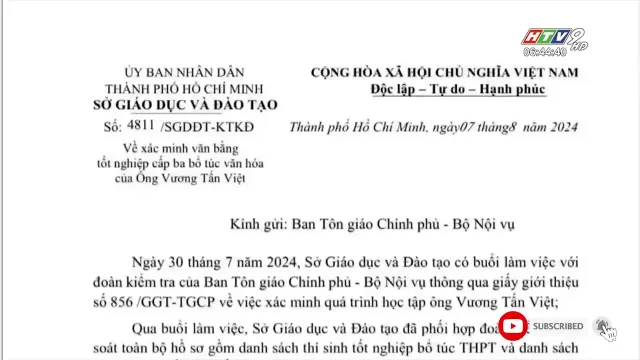 HTV9 HD
06:44:40
ỦY BAN NHÂN DÂN
THÀNH PHỐ HỒ CHÍ MINH
SỞ GIÁO DỤC VÀ ĐÀO TẠO
CỘNG HÒA XÃ HỘI CHỦ NGHĨA VIỆT NAM
Độc lập – Tự do – Hạnh phúc
Số: 4811 /SGDĐT-KTKĐ
Thành phố Hồ Chí Minh, ngày07 tháng8 năm 2024
Về xác minh văn bằng
tốt nghiệp cấp ba bổ túc văn hóa
của Ông Vương Tấn Việt
Kính gửi: Ban Tôn giáo Chính phủ - Bộ Nội vụ
Ngày 30 tháng 7 năm 2024, Sở Giáo dục và Đào tạo có buổi làm việc với
đoàn kiểm tra của Ban Tôn giáo Chính phủ - Bộ Nội vụ thông qua giấy giới thiệu
số 856 /GGT-TGCP về việc xác minh quá trình học tập ông Vương Tấn Việt;
Qua buổi làm việc, Sở Giáo dục và Đào tạo đã phối hợp
soát toàn bộ hồ sơ gồm danh sách thí sinh tốt nghiệp bổ túc THPT và danh sách
SUBSCRIBED